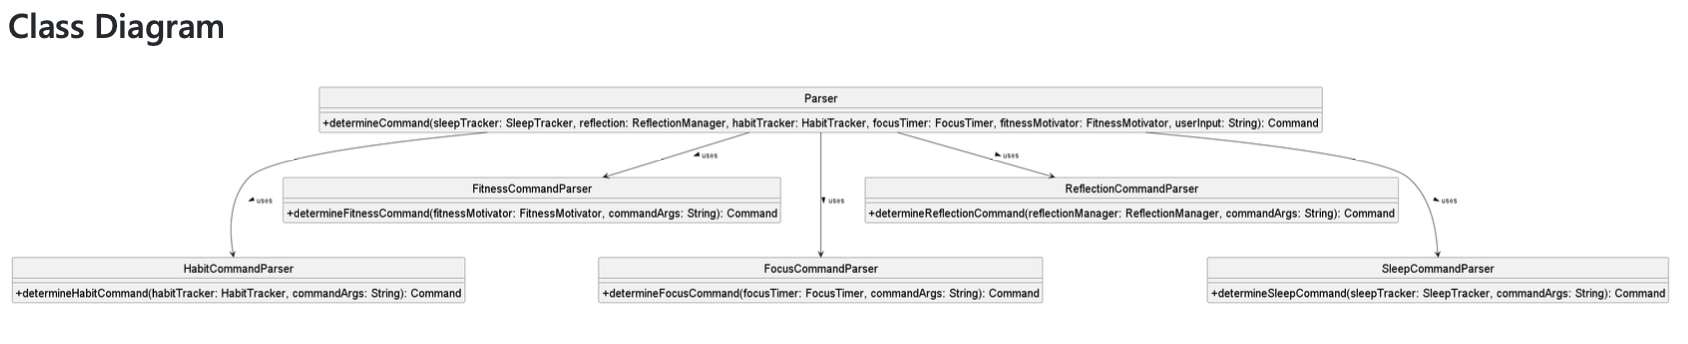 Class Diagram
Parser
+determineCommand(sleepTracker: SleepTracker, reflection: ReflectionManager, habitTracker: HabitTracker, focusTimer: FocusTimer, fitnessMotivator: FitnessMotivator, userInput: String): Command
uses
uses
FitnessCommandParser
+determineFitnessCommand(fitnessMotivator: FitnessMotivator, commandArgs: String): Command
ReflectionCommandParser
+determineReflectionCommand(reflectionManager: ReflectionManager, commandArgs: String): Command
uses
uses
uses
HabitCommandParser
+determineHabitCommand(habitTracker: HabitTracker, commandArgs: String): Command
FocusCommandParser
+determineFocusCommand(focusTimer: FocusTimer, commandArgs: String): Command
SleepCommandParser
+determineSleepCommand(sleepTracker: SleepTracker, commandArgs: String): Command